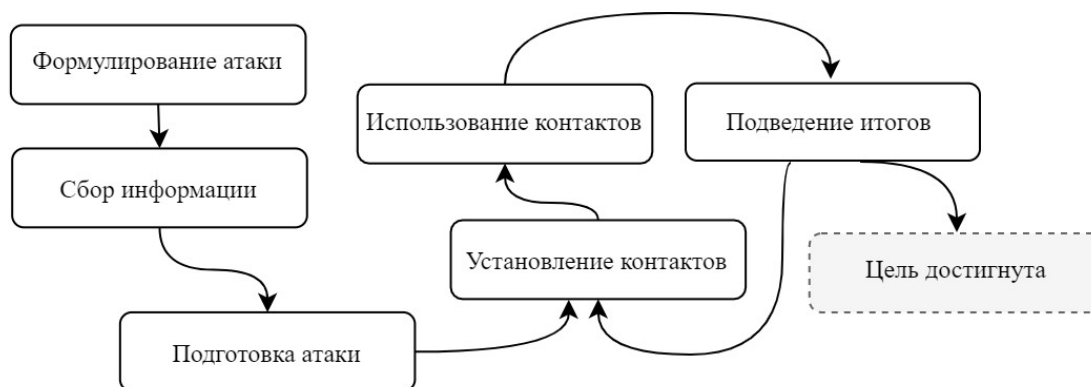 Формулирование атаки
Сбор информации
Подготовка атаки
Установление контактов
Использование контактов
Подведение итогов
Цель достигнута